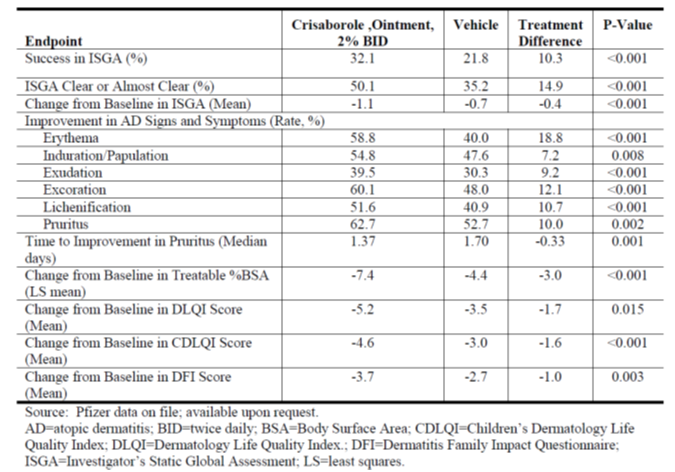 Endpoint Crisaborole ,Ointment, 2% BID Vehicle Treatment Difference P-Value
Success in ISGA (%) 32.1 21.8 10.3 <0.001
ISGA Clear or Almost Clear (%) 50.1 35.2 14.9 <0.001
Change from Baseline in ISGA (Mean) -1.1 -0.7 -0.4 <0.001
Improvement in AD Signs and Symptoms (Rate, %)
Erythema 58.8 40.0 18.8 <0.001
Induration/Papulation 54.8 47.6 7.2 0.008
Exudation 39.5 30.3 9.2 <0.001
Excoration 60.1 48.0 12.1 <0.001
Lichenification 51.6 40.9 10.7 <0.001
Pruritus 62.7 52.7 10.0 0.002
Time to Improvement in Pruritus (Median 1.37 1.70 -0.33 0.001
days)
Change from Baseline in Treatable %BSA -7.4 -4.4 -3.0 <0.001
(LS mean)
Change from Baseline in DLQI Score -5.2 -3.5 -1.7 0.015
(Mean)
Change from Baseline in CDLQI Score -4.6 -3.0 -1.6 <0.001
(Mean)
Change from Baseline in DFI Score -3.7 -2.7 -1.0 0.003
(Mean)
Source: Pfizer data on file; available upon request.
AD=atopic dermatitis; BID=twice daily; BSA=Body Surface Area; CDLQI=Children's Dermatology Life
Quality Index; DLQI=Dermatology Life Quality Index.; DFI=Dermatitis Family Impact Questionnaire;
ISGA=Investigator's Static Global Assessment; LS=least squares.